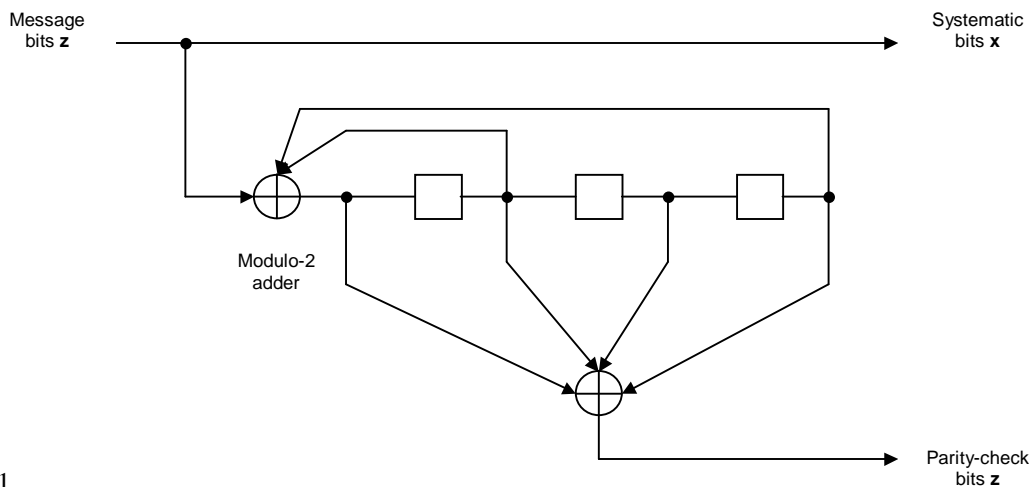 Message
bits z
Systematic
bits x
Modulo-2
adder
Parity-check
bits z
1